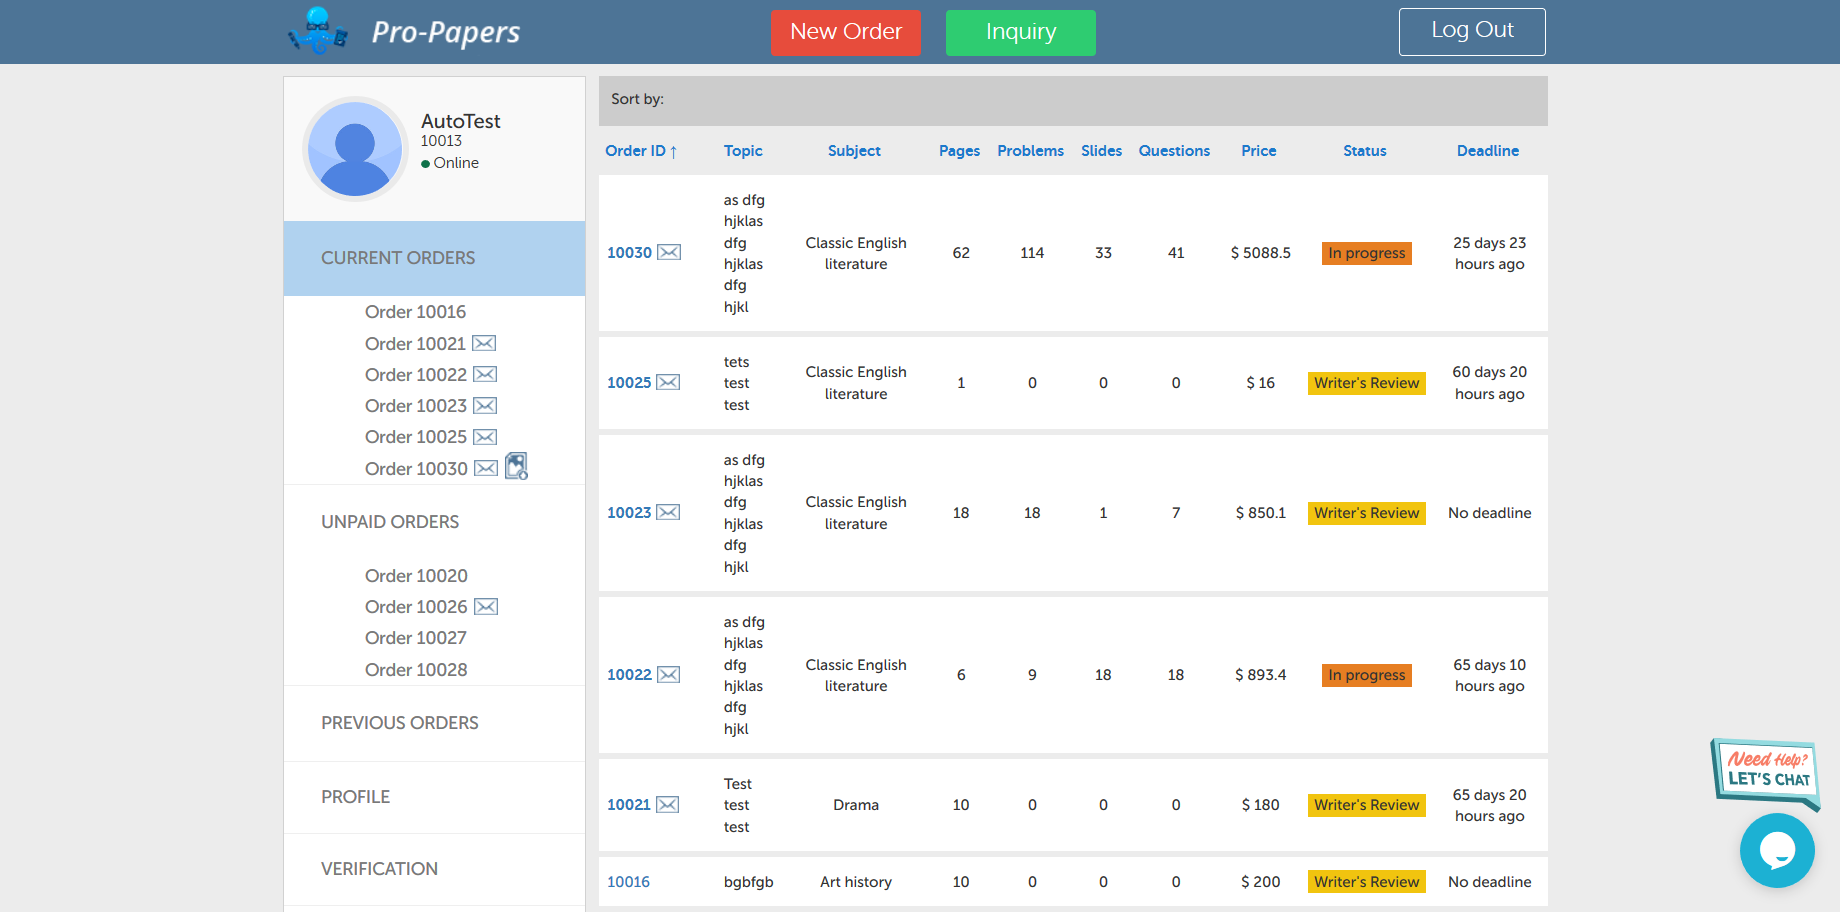 Pro-Papers
New Order
Inquiry
Log Out
AutoTest
10013
Online
CURRENT ORDERS
Order 10016
Order 10021
Order 10022
Order 10023
Order 10025
Order 10030
UNPAID ORDERS
Order 10020
Order 10026
Order 10027
Order 10028
PREVIOUS ORDERS
PROFILE
VERIFICATION
Sort by:
Order ID ↑ Topic Subject Pages Problems Slides Questions Price Status Deadline
as dfg
hjklas
dfg
hjklas
dfg
hjkl
10030 Classic English literature 62 114 33 41 $ 5088.5 In progress 25 days 23 hours ago
tets
test
test
10025 Classic English literature 1 0 0 0 $ 16 Writer's Review 60 days 20 hours ago
as dfg
hjklas
dfg
hjklas
dfg
hjkl
10023 Classic English literature 18 18 1 7 $ 850.1 Writer's Review No deadline
as dfg
hjklas
dfg
hjklas
dfg
hjkl
10022 Classic English literature 6 9 18 18 $ 893.4 In progress 65 days 10 hours ago
Test
test
test
10021 Drama 10 0 0 0 $ 180 Writer's Review 65 days 20 hours ago
10016 bgbfgb Art history 10 0 0 0 $ 200 Writer's Review No deadline
Need Help?
LET'S CHAT